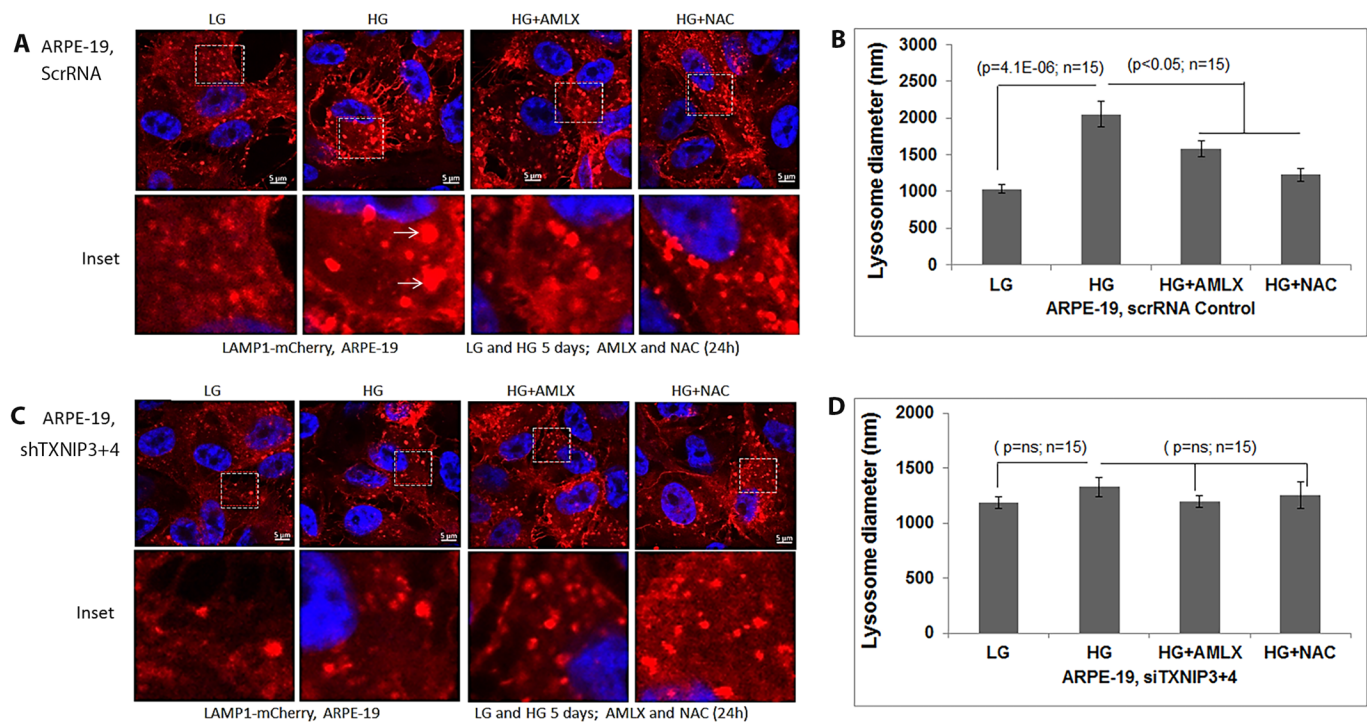 A
ARPE-19,
ScrRNA
LG HG HG+AMLX HG+NAC
5 µm 5 µm 5 µm 5 µm
Inset
LAMP1-mCherry, ARPE-19 LG and HG 5 days; AMLX and NAC (24h)
B
Lysosome diameter (nm)
3000
2500
2000
1500
1000
500
0
(p=4.1E-06; n=15) (p<0.05; n=15)
LG HG HG+AMLX HG+NAC
ARPE-19, scrRNA Control
C
ARPE-19,
shTXNIP3+4
LG HG HG+AMLX HG+NAC
5 µm 5 µm 5 µm 5 µm
Inset
LAMP1-mCherry, ARPE-19 LG and HG 5 days; AMLX and NAC (24h)
D
Lysosome diameter (nm)
2000
1500
1000
500
0
( p=ns; n=15) ( p=ns; n=15)
LG HG HG+AMLX HG+NAC
ARPE-19, siTXNIP3+4